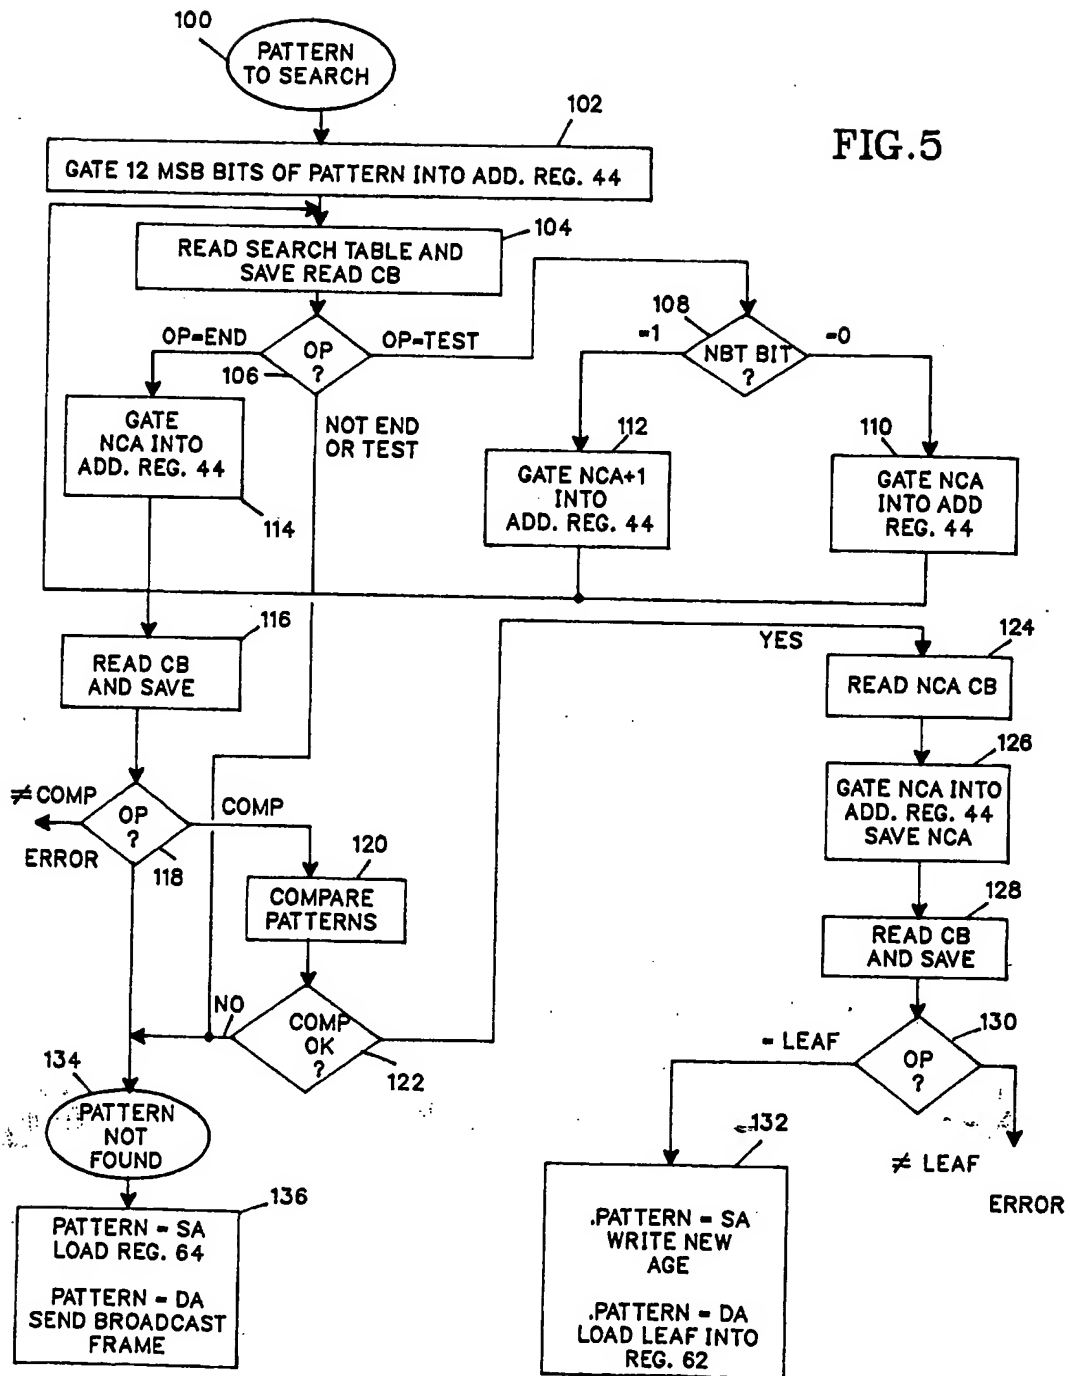 100
PATTERN
TO SEARCH
102
FIG.5
GATE 12 MSB BITS OF PATTERN INTO ADD. REG. 44
104
READ SEARCH TABLE AND
SAVE READ CB
OP=END
OP
?
106
OP=TEST
NOT END
OR TEST
108
=1
NBT BIT
?
=0
GATE
NCA INTO
ADD. REG. 44
114
112
GATE NCA+1
INTO
ADD. REG. 44
110
GATE NCA
INTO ADD
REG. 44
116
READ CB
AND SAVE
YES
124
READ NCA CB
126
GATE NCA INTO
ADD. REG. 44
SAVE NCA
≠ COMP
OP
?
COMP
ERROR
118
120
COMPARE
PATTERNS
128
READ CB
AND SAVE
NO
COMP
OK
?
122
= LEAF
OP
?
130
≠ LEAF
ERROR
134
PATTERN
NOT
FOUND
136
PATTERN = SA
LOAD REG. 64
PATTERN = DA
SEND BROADCAST
FRAME
132
.PATTERN = SA
WRITE NEW
AGE
.PATTERN = DA
LOAD LEAF INTO
REG. 62